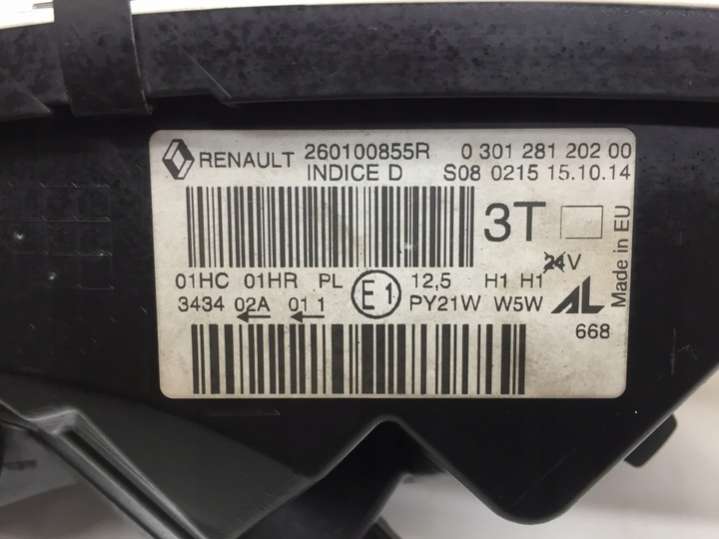 RENAULT 260100855R 0 301 281 202 00
INDICE D S08 0215 15.10.14
3T
Made in EU
01HC 01HR PL E1 12,5 H1 H1 24V
3434 02A 01 1 PY21W W5W AL
668